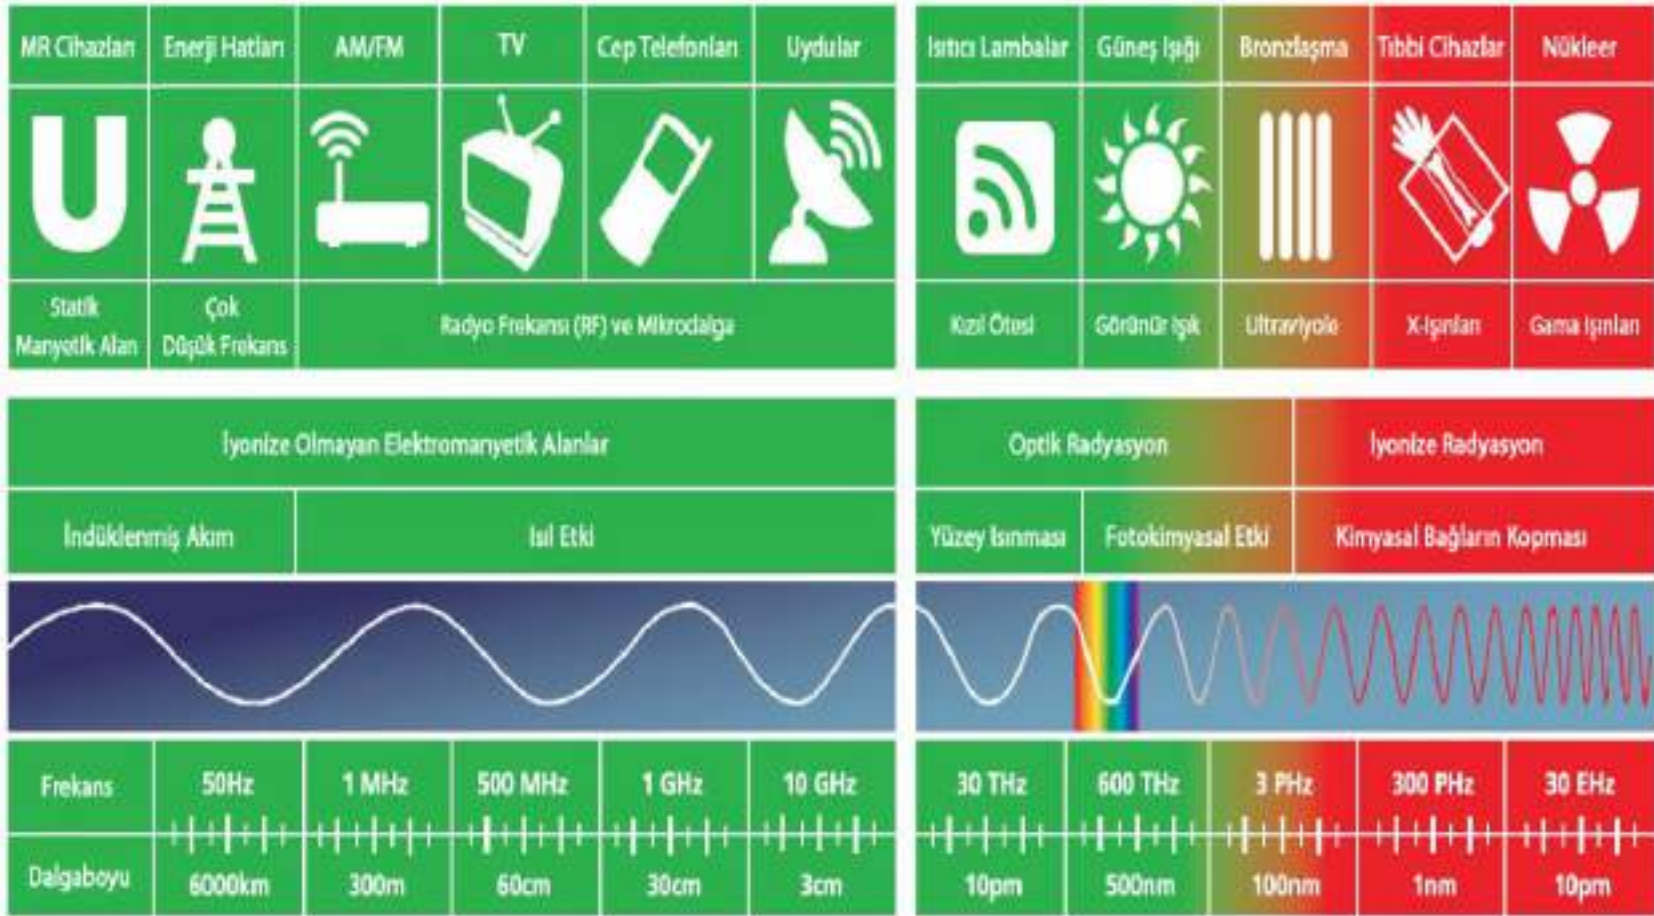 MR Cihazları Enerji Hatları AM/FM TV Cep Telefonları Uydular Isıtıcı Lambalar Güneş Işığı Bronzlaşma Tıbbi Cihazlar Nükleer
Statik Manyetik Alan
Çok Düşük Frekans
Radyo Frekansı (RF) ve Mikrodalga
Kızıl Ötesi Görünür Işık Ultraviyole X-Işınları Gama Işınları
İyonize Olmayan Elektromanyetik Alanlar Optik Radyasyon İyonize Radyasyon
İndüklenmiş Akım Isıl Etki Yüzey Isınması Fotokimyasal Etki Kimyasal Bağların Kopması
Frekans 50Hz 1 MHz 500 MHz 1 GHz 10 GHz 30 THz 600 THz 3 PHz 300 PHz 30 EHz
Dalgaboyu 6000km 300m 60cm 30cm 3cm 10pm 500nm 100nm 1nm 10pm